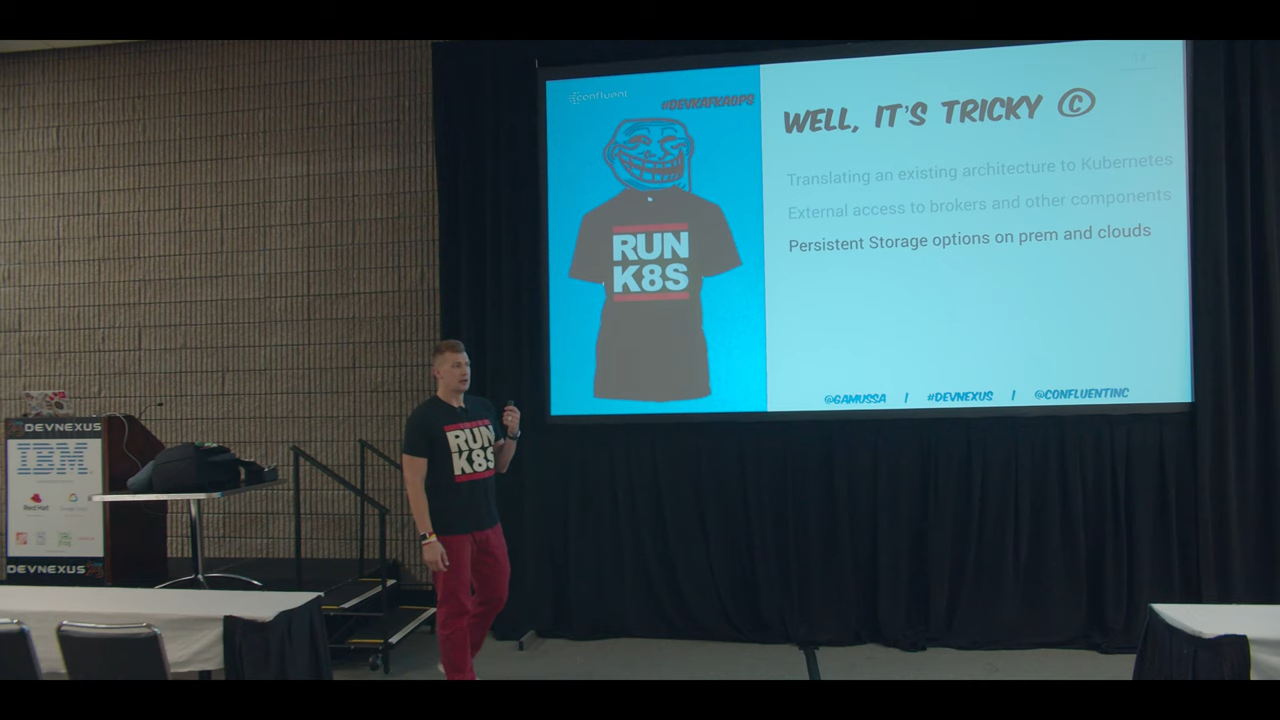 confluent
#DEVKAFKAOPS
RUN
K8S
WELL, IT'S TRICKY ©
Translating an existing architecture to Kubernetes
External access to brokers and other components
Persistent Storage options on prem and clouds
@GAMUSSA / #DEVNEXUS / @CONFLUENTINC
RUN
K8S
DEVNEXUS
IBM
Red Hat
DEVNEXUS